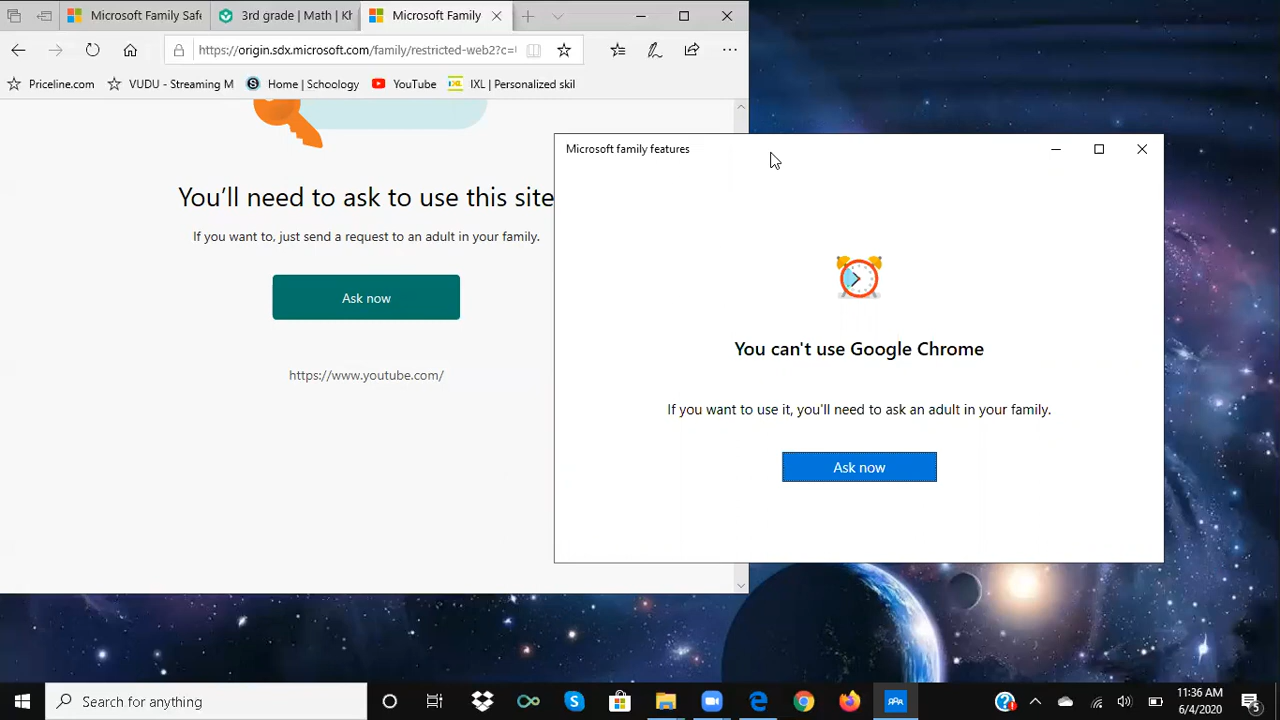 Microsoft Family Safe
3rd grade | Math | Kh
Microsoft Family
https://origin.sdx.microsoft.com/family/restricted-web2?c=
Priceline.com
VUDU - Streaming M
Home | Schoology
YouTube
IXL | Personalized skil
You'll need to ask to use this site
If you want to, just send a request to an adult in your family.
Ask now
https://www.youtube.com/
Microsoft family features
You can't use Google Chrome
If you want to use it, you'll need to ask an adult in your family.
Ask now
Search for anything
11:36 AM
6/4/2020
5